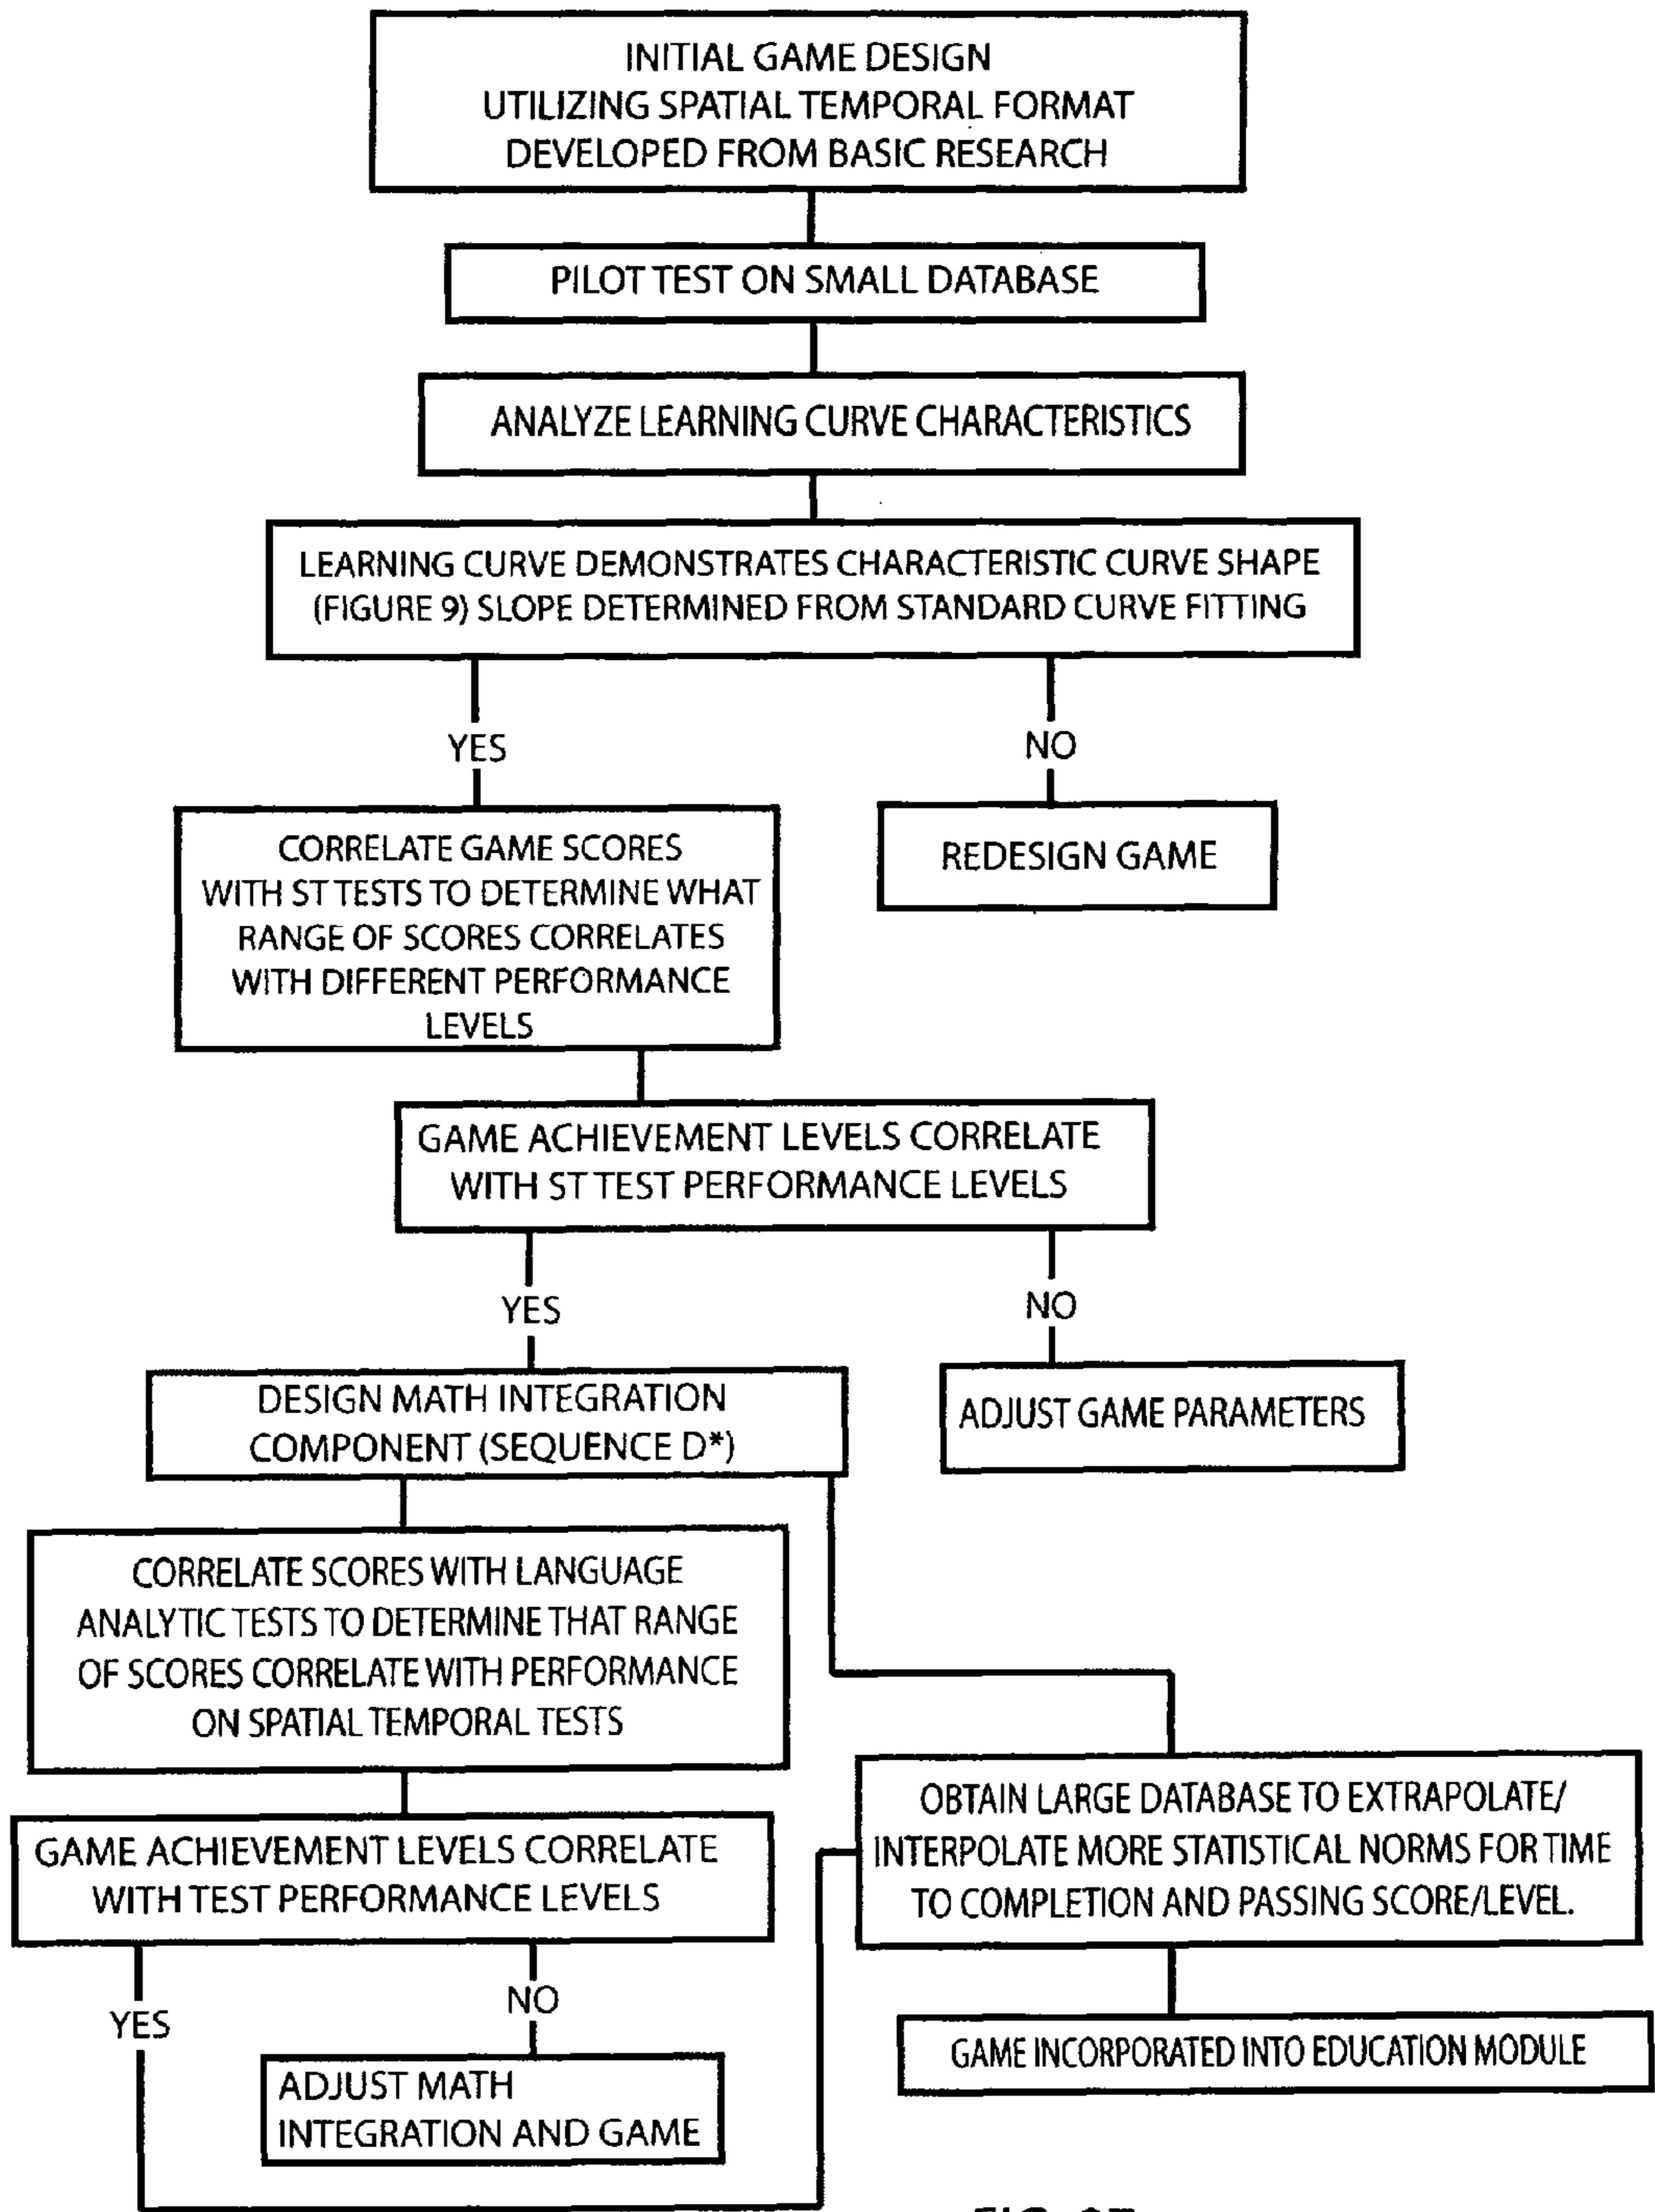 INITIAL GAME DESIGN
UTILIZING SPATIAL TEMPORAL FORMAT
DEVELOPED FROM BASIC RESEARCH
PILOT TEST ON SMALL DATABASE
ANALYZE LEARNING CURVE CHARACTERISTICS
LEARNING CURVE DEMONSTRATES CHARACTERISTIC CURVE SHAPE
(FIGURE 9) SLOPE DETERMINED FROM STANDARD CURVE FITTING
YES
NO
CORRELATE GAME SCORES
WITH ST TESTS TO DETERMINE WHAT
RANGE OF SCORES CORRELATES
WITH DIFFERENT PERFORMANCE
LEVELS
REDESIGN GAME
GAME ACHIEVEMENT LEVELS CORRELATE
WITH ST TEST PERFORMANCE LEVELS
YES
NO
DESIGN MATH INTEGRATION
COMPONENT (SEQUENCE D*)
ADJUST GAME PARAMETERS
CORRELATE SCORES WITH LANGUAGE
ANALYTIC TESTS TO DETERMINE THAT RANGE
OF SCORES CORRELATE WITH PERFORMANCE
ON SPATIAL TEMPORAL TESTS
OBTAIN LARGE DATABASE TO EXTRAPOLATE/
INTERPOLATE MORE STATISTICAL NORMS FOR TIME
TO COMPLETION AND PASSING SCORE/LEVEL.
GAME ACHIEVEMENT LEVELS CORRELATE
WITH TEST PERFORMANCE LEVELS
YES
NO
GAME INCORPORATED INTO EDUCATION MODULE
ADJUST MATH
INTEGRATION AND GAME